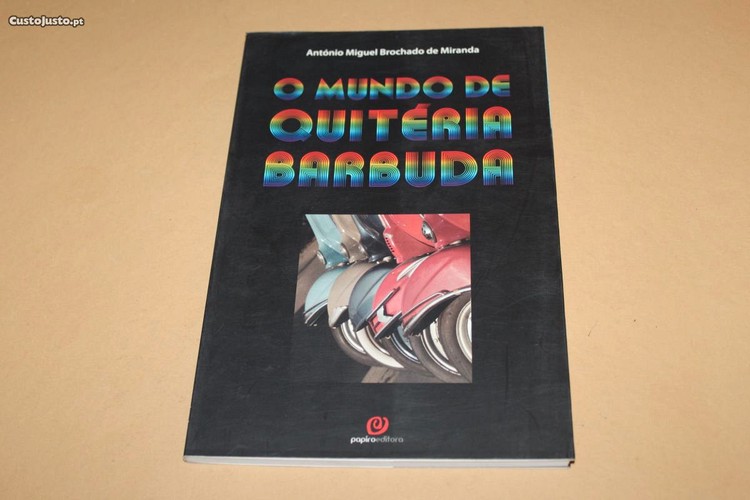 CustoJusto.pt
António Miguel Brochado de Miranda
O MUNDO DE
QUITÉRIA
BARBUDA
papiroeditora